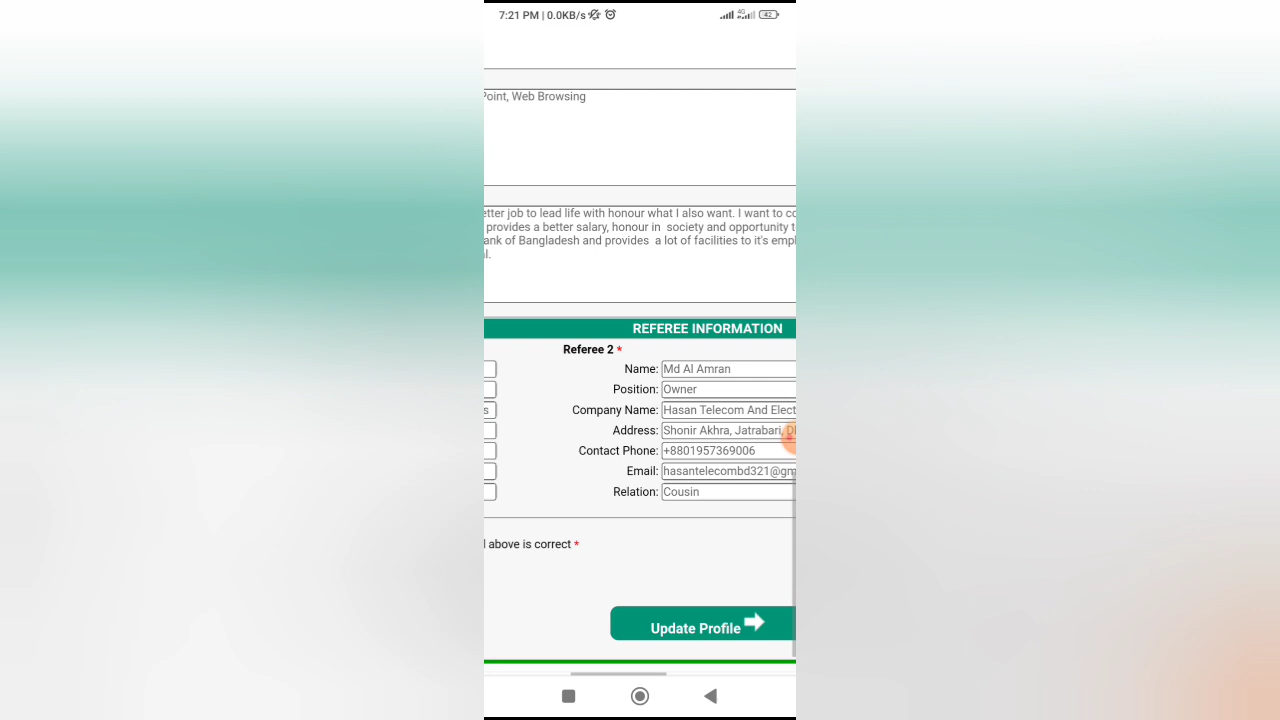 7:21 PM | 0.0KB/s
4G
42
Point, Web Browsing
etter job to lead life with honour what I also want. I want to
provides a better salary, honour in society and opportunity
ank of Bangladesh and provides a lot of facilities to it's empl
al.
REFEREE INFORMATION
Referee 2 *
Name: Md Al Amran
Position: Owner
s
Company Name: Hasan Telecom And Elect
Address: Shonir Akhra, Jatrabari,
Contact Phone: +8801957369006
Email: hasantelecombd321@gm
Relation: Cousin
above is correct *
Update Profile